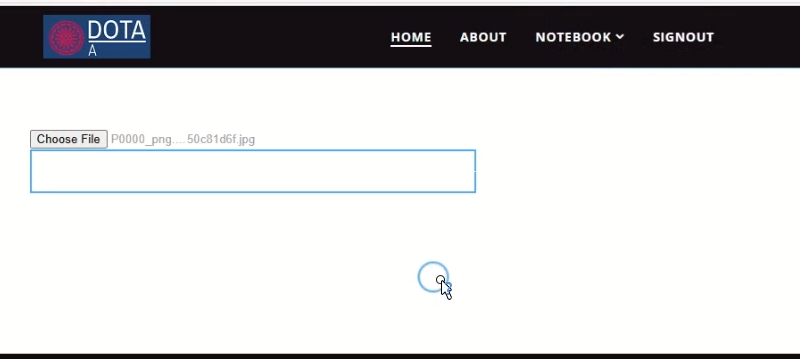 DOTA
A
HOME ABOUT NOTEBOOK SIGNOUT
Choose File P0000_png.... 50c81d6f.jpg